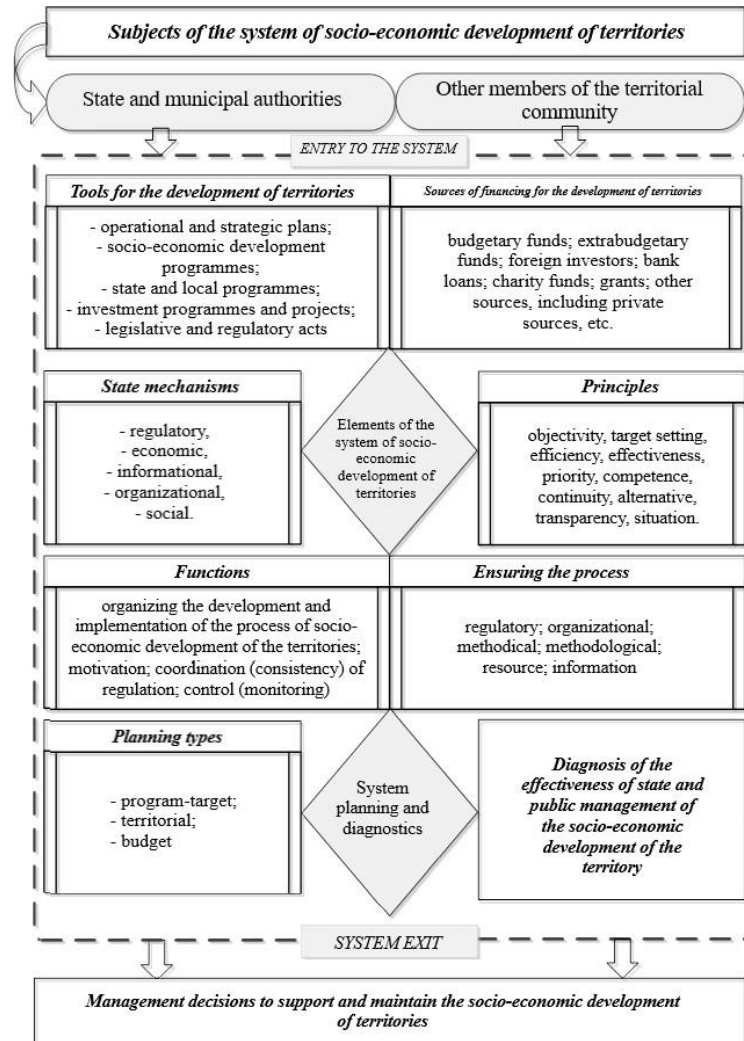 Subjects of the system of socio-economic development of territories
State and municipal authorities
Other members of the territorial
community
ENTRY TO THE SYSTEM
Tools for the development of territories
- operational and strategic plans;
- socio-economic development
programmes;
- state and local programmes;
- investment programmes and projects;
- legislative and regulatory acts
Sources of financing for the development of territories
budgetary funds; extrabudgetary
funds; foreign investors; bank
loans; charity funds; grants; other
sources, including private
sources, etc.
State mechanisms
- regulatory,
- economic,
- informational,
- organizational,
- social.
Elements of the
system of socio-
economic
development of
territories
Principles
objectivity, target setting,
efficiency, effectiveness,
priority, competence,
continuity, alternative,
transparency, situation.
Functions
organizing the development and
implementation of the process of socio-
economic development of the territories;
motivation; coordination (consistency) of
regulation; control (monitoring)
Ensuring the process
regulatory; organizational;
methodical; methodological;
resource; information
Planning types
- program-target;
- territorial;
- budget
System
planning and
diagnostics
Diagnosis of the
effectiveness of state and
public management of
the socio-economic
development of the
territory
SYSTEM EXIT
Management decisions to support and maintain the socio-economic development
of territories